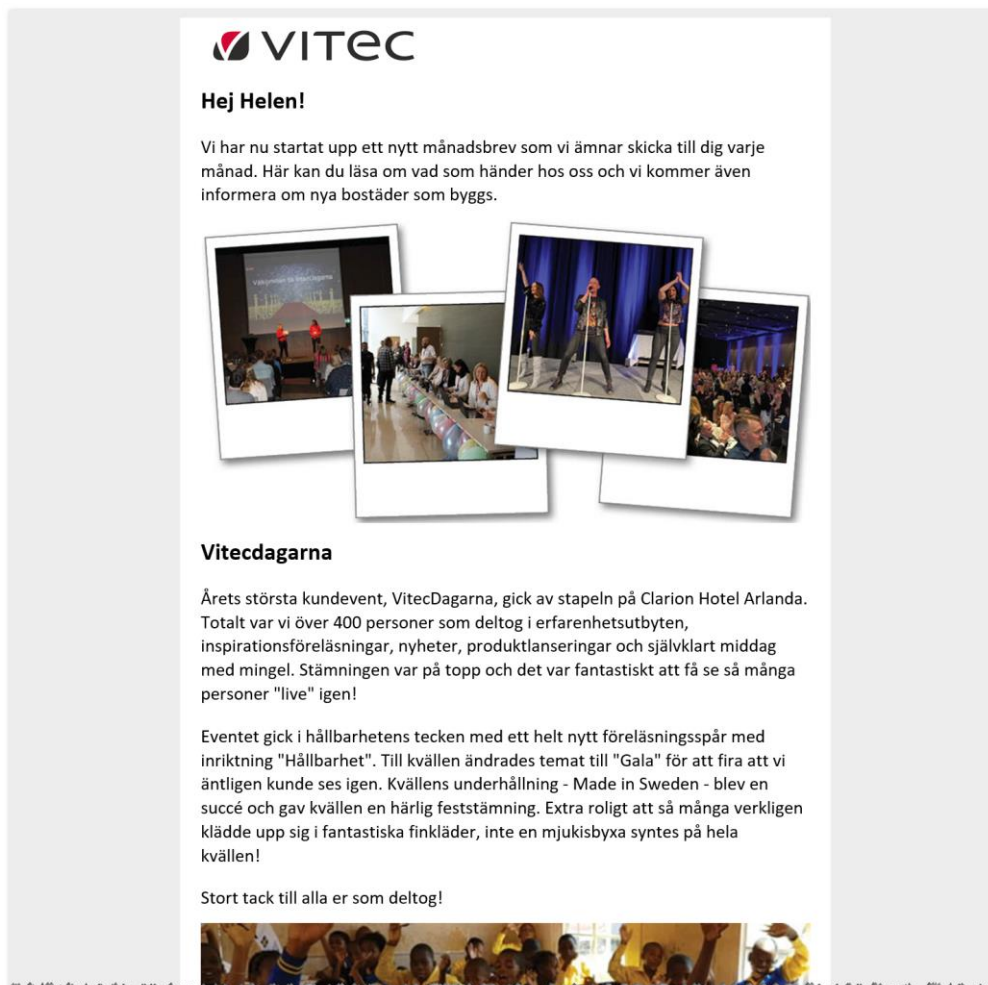 VITEC
Hej Helen!
Vi har nu startat upp ett nytt månadsbrev som vi ämnar skicka till dig varje
månad. Här kan du läsa om vad som händer hos oss och vi kommer även
informera om nya bostäder som byggs.
Välkommen till VitecDagarna
Vitecdagarna
Årets största kundevent, VitecDagarna, gick av stapeln på Clarion Hotel Arlanda.
Totalt var vi över 400 personer som deltog i erfarenhetsutbyten,
inspirationsföreläsningar, nyheter, produktlanseringar och självklart middag
med mingel. Stämningen var på topp och det var fantastiskt att få se så många
personer "live" igen!
Eventet gick i hållbarhetens tecken med ett helt nytt föreläsningsspår med
inriktning "Hållbarhet". Till kvällen ändrades temat till "Gala" för att fira att vi
äntligen kunde ses igen. Kvällens underhållning - Made in Sweden - blev en
succé och gav kvällen en härlig feststämning. Extra roligt att så många verkligen
klädde upp sig i fantastiska finkläder, inte en mjukisbyxa syntes på hela
kvällen!
Stort tack till alla er som deltog!